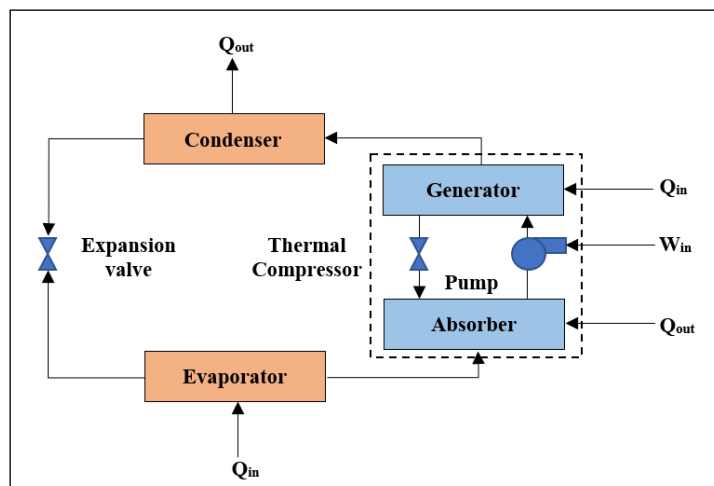 Qout
Condenser
Generator
Qin
Expansion
valve
Thermal
Compressor
Win
Pump
Absorber
Qout
Evaporator
Qin